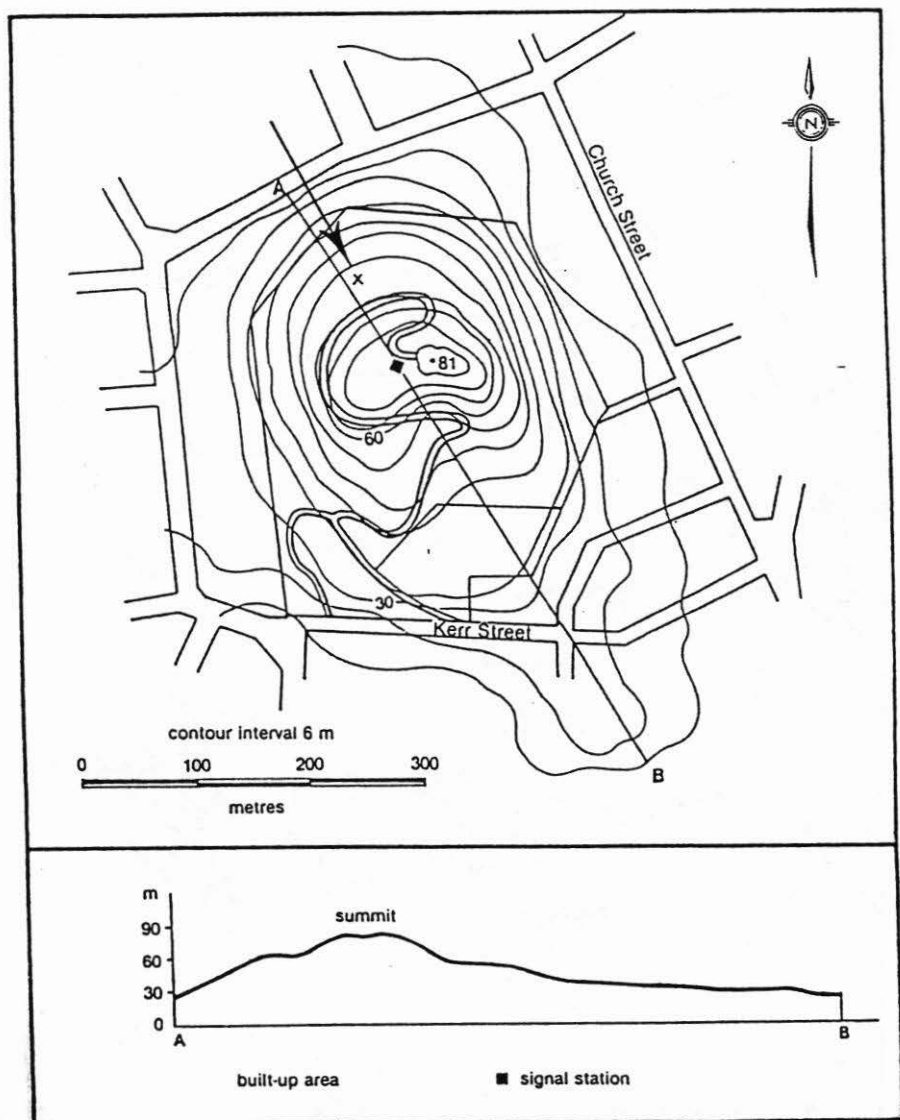 N
A
Church Street
x
81
60
30
Kerr Street
contour interval 6 m
0 100 200 300
metres
B
m
summit
90
60
30
0
A
B
built-up area
■ signal station